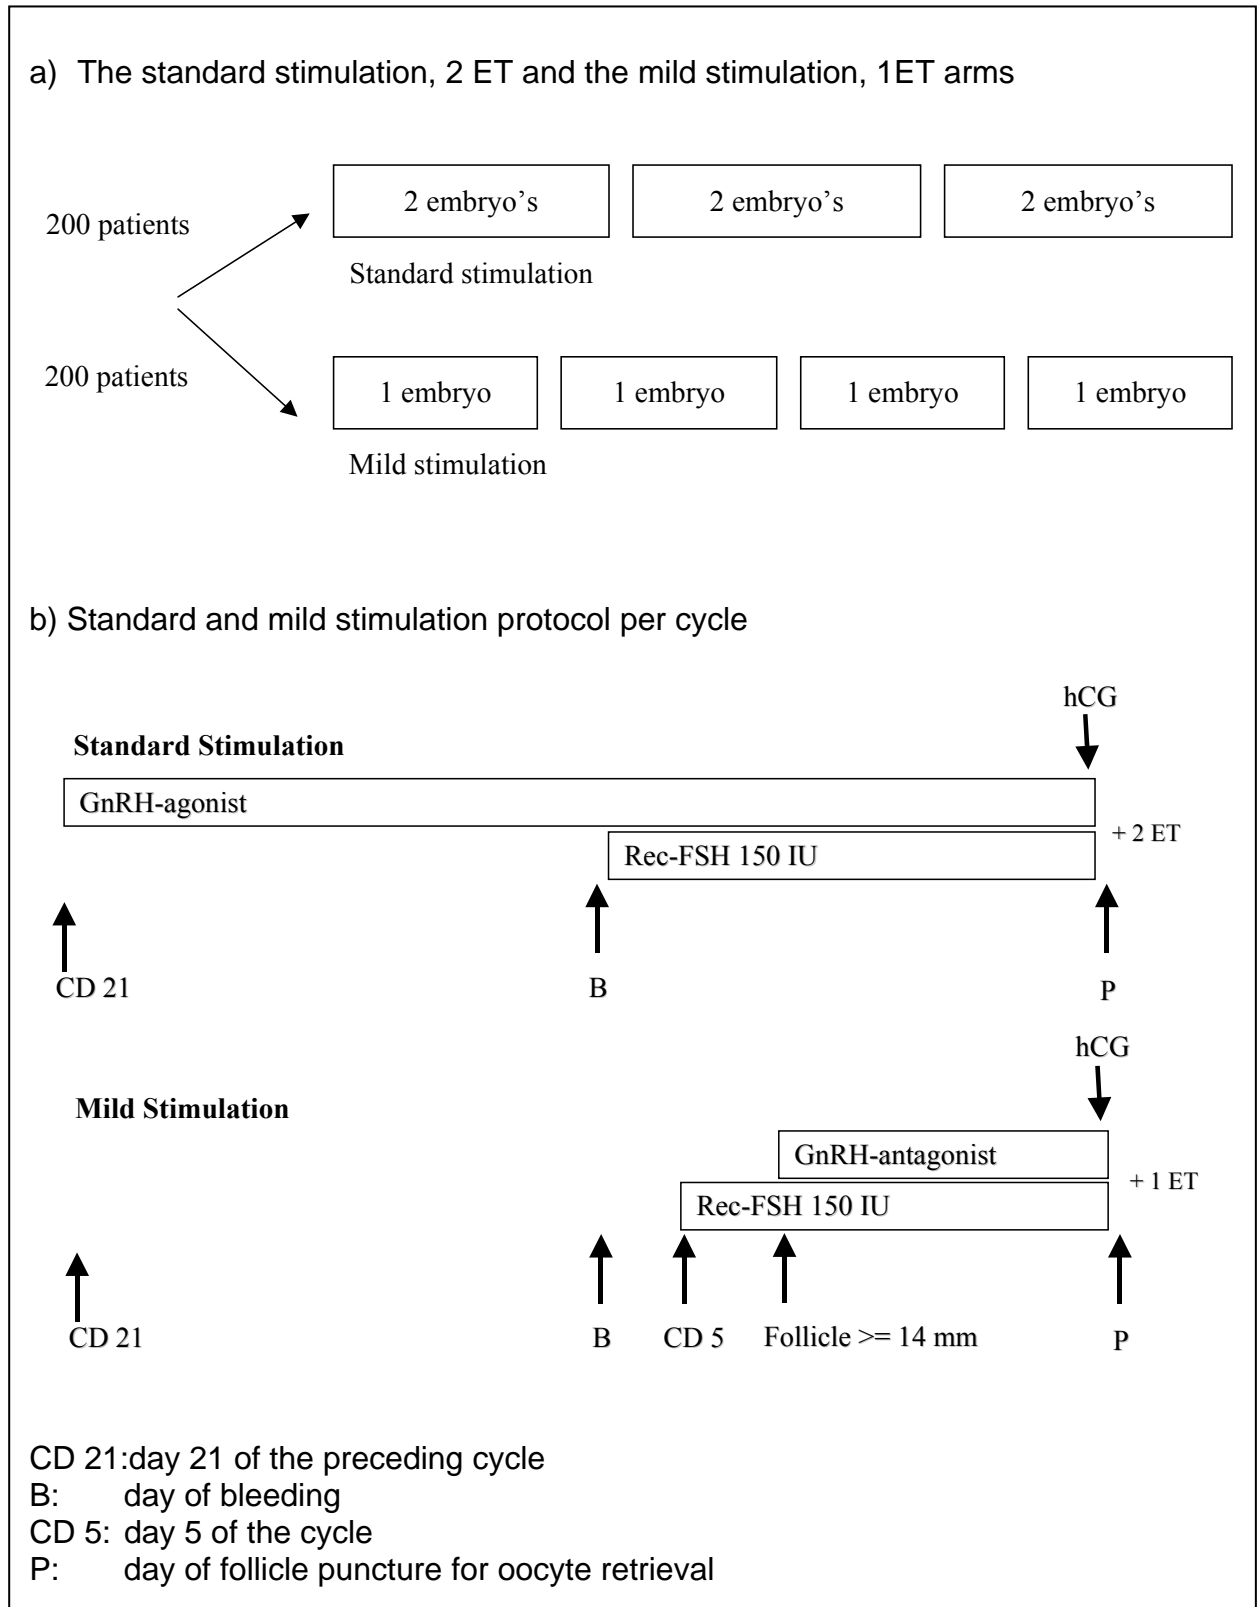 a) The standard stimulation, 2 ET and the mild stimulation, 1ET arms
200 patients
2 embryo’s
2 embryo’s
2 embryo’s
Standard stimulation
200 patients
1 embryo
1 embryo
1 embryo
1 embryo
Mild stimulation
b) Standard and mild stimulation protocol per cycle
hCG
Standard Stimulation
GnRH-agonist
+ 2 ET
Rec-FSH 150 IU
CD 21
B
P
hCG
Mild Stimulation
GnRH-antagonist
+ 1 ET
Rec-FSH 150 IU
CD 21
B
CD 5
Follicle >= 14 mm
P
CD 21:day 21 of the preceding cycle
B: day of bleeding
CD 5: day 5 of the cycle
P: day of follicle puncture for oocyte retrieval